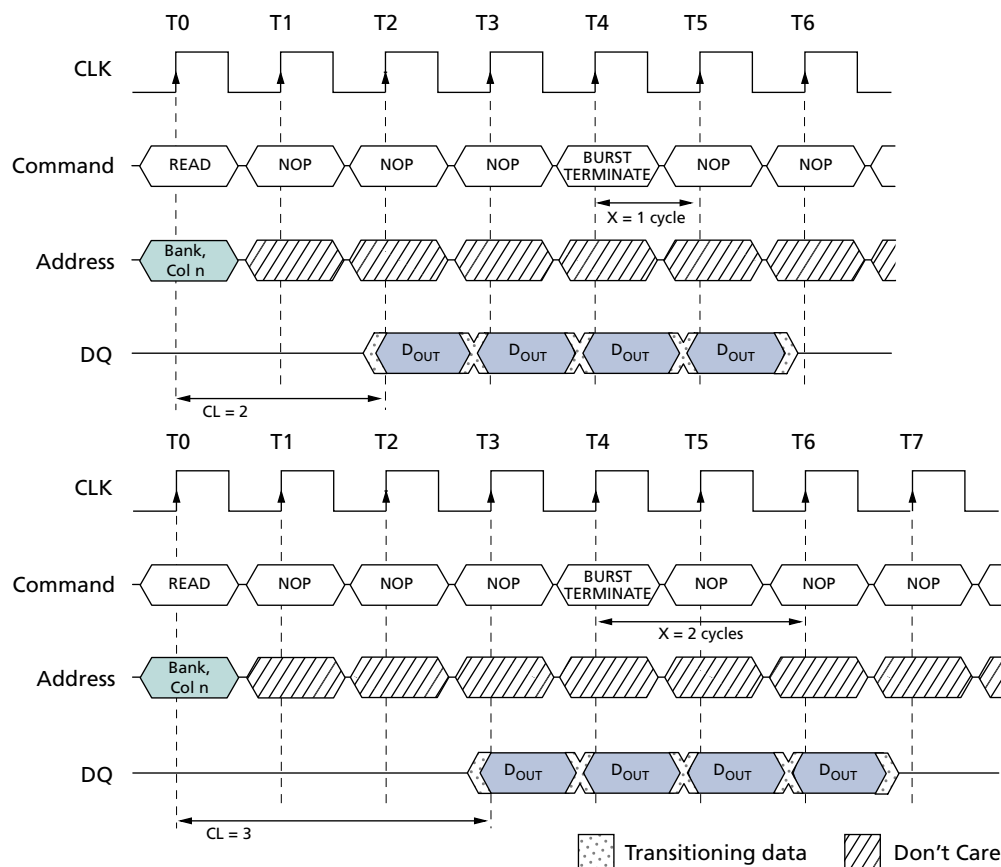 T0 T1 T2 T3 T4 T5 T6
CLK
Command READ NOP NOP NOP BURST TERMINATE NOP NOP
X = 1 cycle
Address Bank, Col n
DQ DOUT DOUT DOUT DOUT
CL = 2
T0 T1 T2 T3 T4 T5 T6 T7
CLK
Command READ NOP NOP NOP BURST TERMINATE NOP NOP NOP
X = 2 cycles
Address Bank, Col n
DQ DOUT DOUT DOUT DOUT
CL = 3
Transitioning data Don't Care